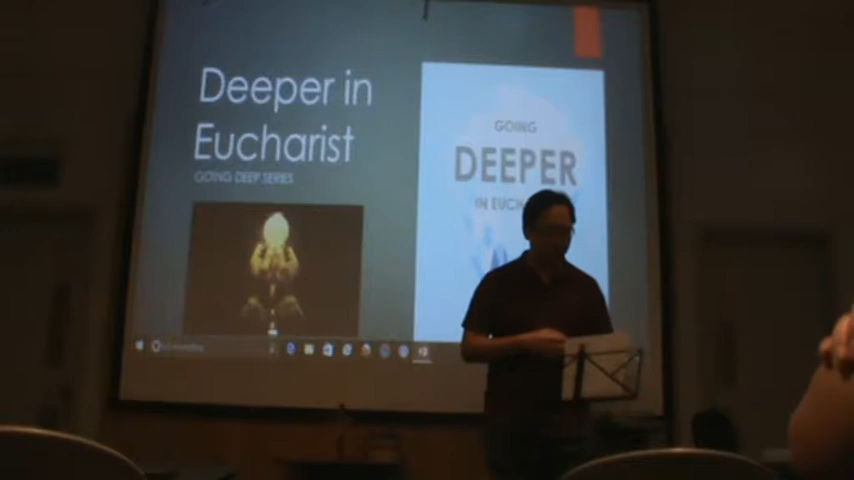 Deeper in
Eucharist
GOING DEEP SERIES
GOING
DEEPER
IN EUCH